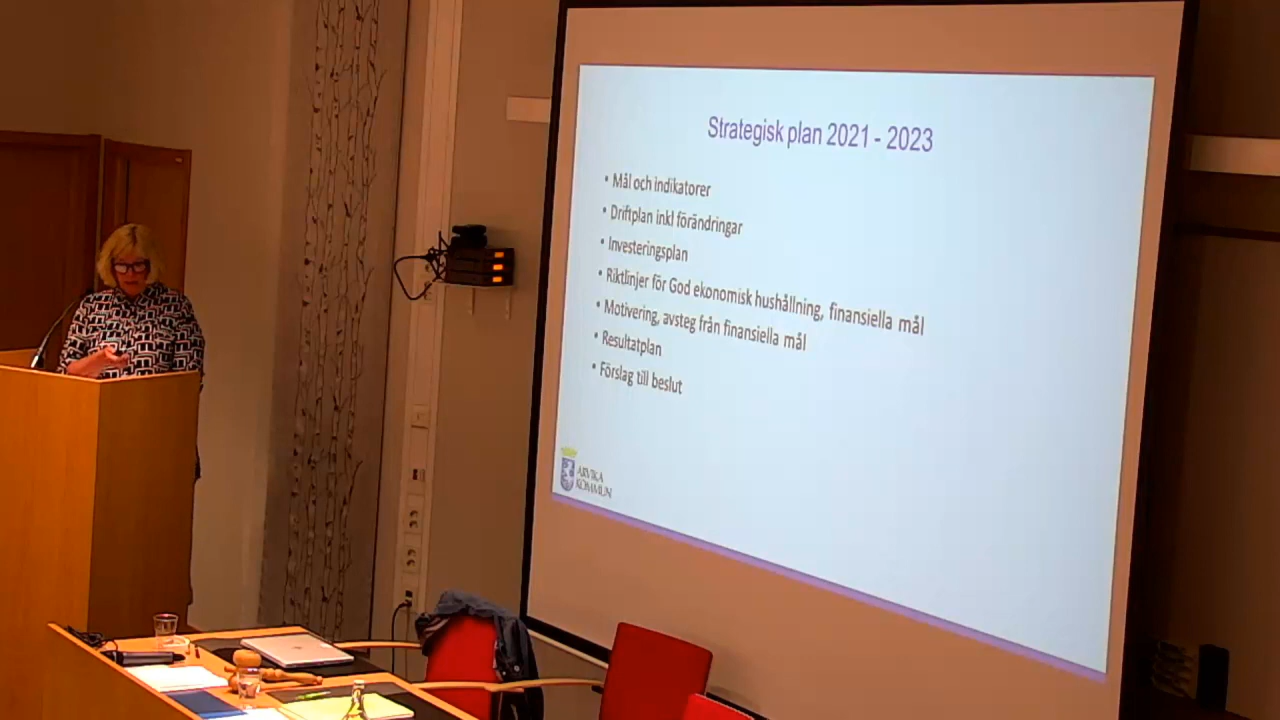 Strategisk plan 2021 - 2023
• Mål och indikatorer
• Driftplan inkl förändringar
• Investeringsplan
• Riktlinjer för God ekonomisk hushållning, finansiella mål
• Motivering, avsteg från finansiella mål
• Resultatplan
• Förslag till beslut
ARVIKA
KOMMUN